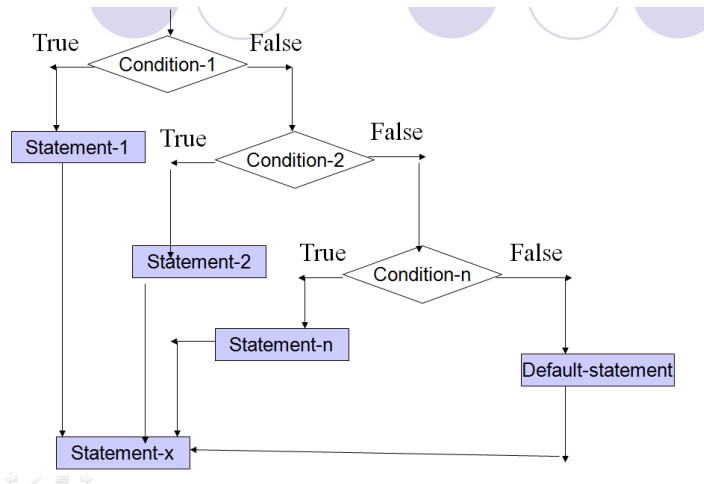 True
False
Condition-1
Statement-1
True
False
Condition-2
Statement-2
True
False
Condition-n
Statement-n
Default-statement
Statement-x